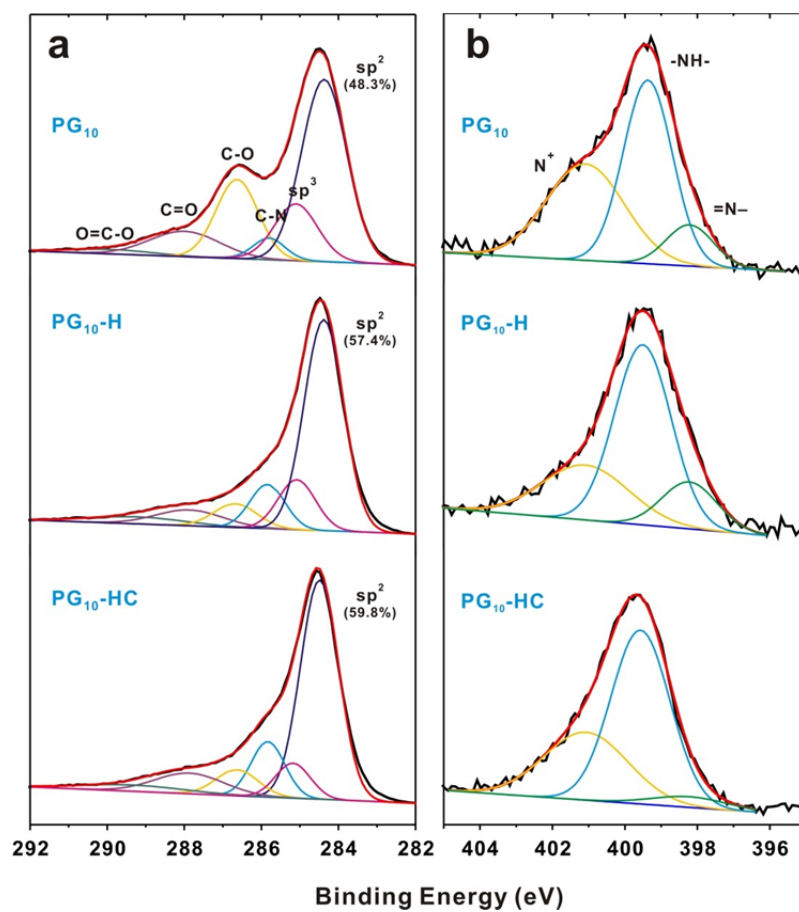 a
sp²
(48.3%)
PG₁₀
C-O
C=O
O=C-O
C-N
sp³
PG₁₀-H
sp²
(57.4%)
PG₁₀-HC
sp²
(59.8%)
292 290 288 286 284 282
b
-NH-
PG₁₀
N⁺
=N–
PG₁₀-H
PG₁₀-HC
404 402 400 398 396
Binding Energy (eV)